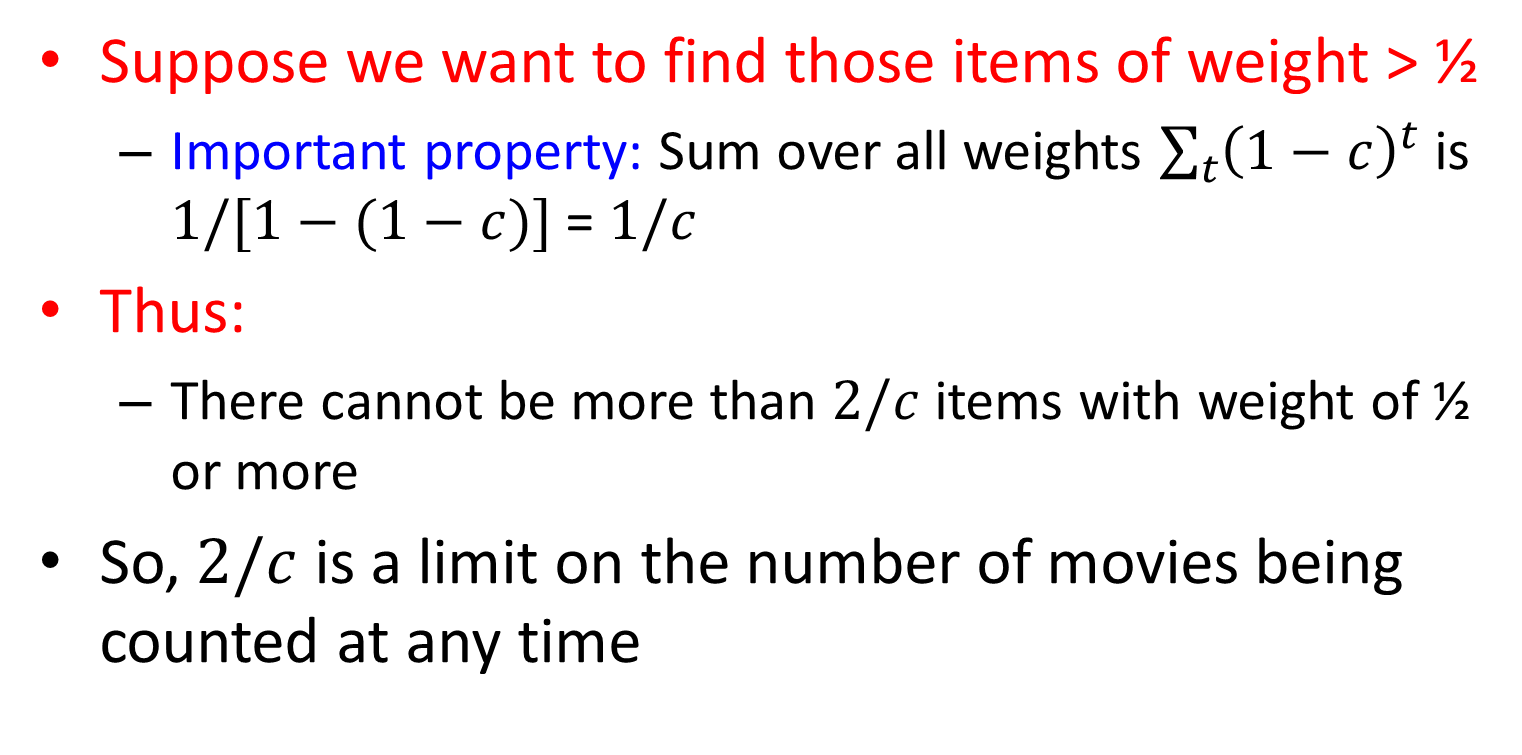 • Suppose we want to find those items of weight > ½
– Important property: Sum over all weights ∑ₜ(1 − c)ᵗ is
1/[1 − (1 − c)] = 1/c
• Thus:
– There cannot be more than 2/c items with weight of ½
or more
• So, 2/c is a limit on the number of movies being
counted at any time